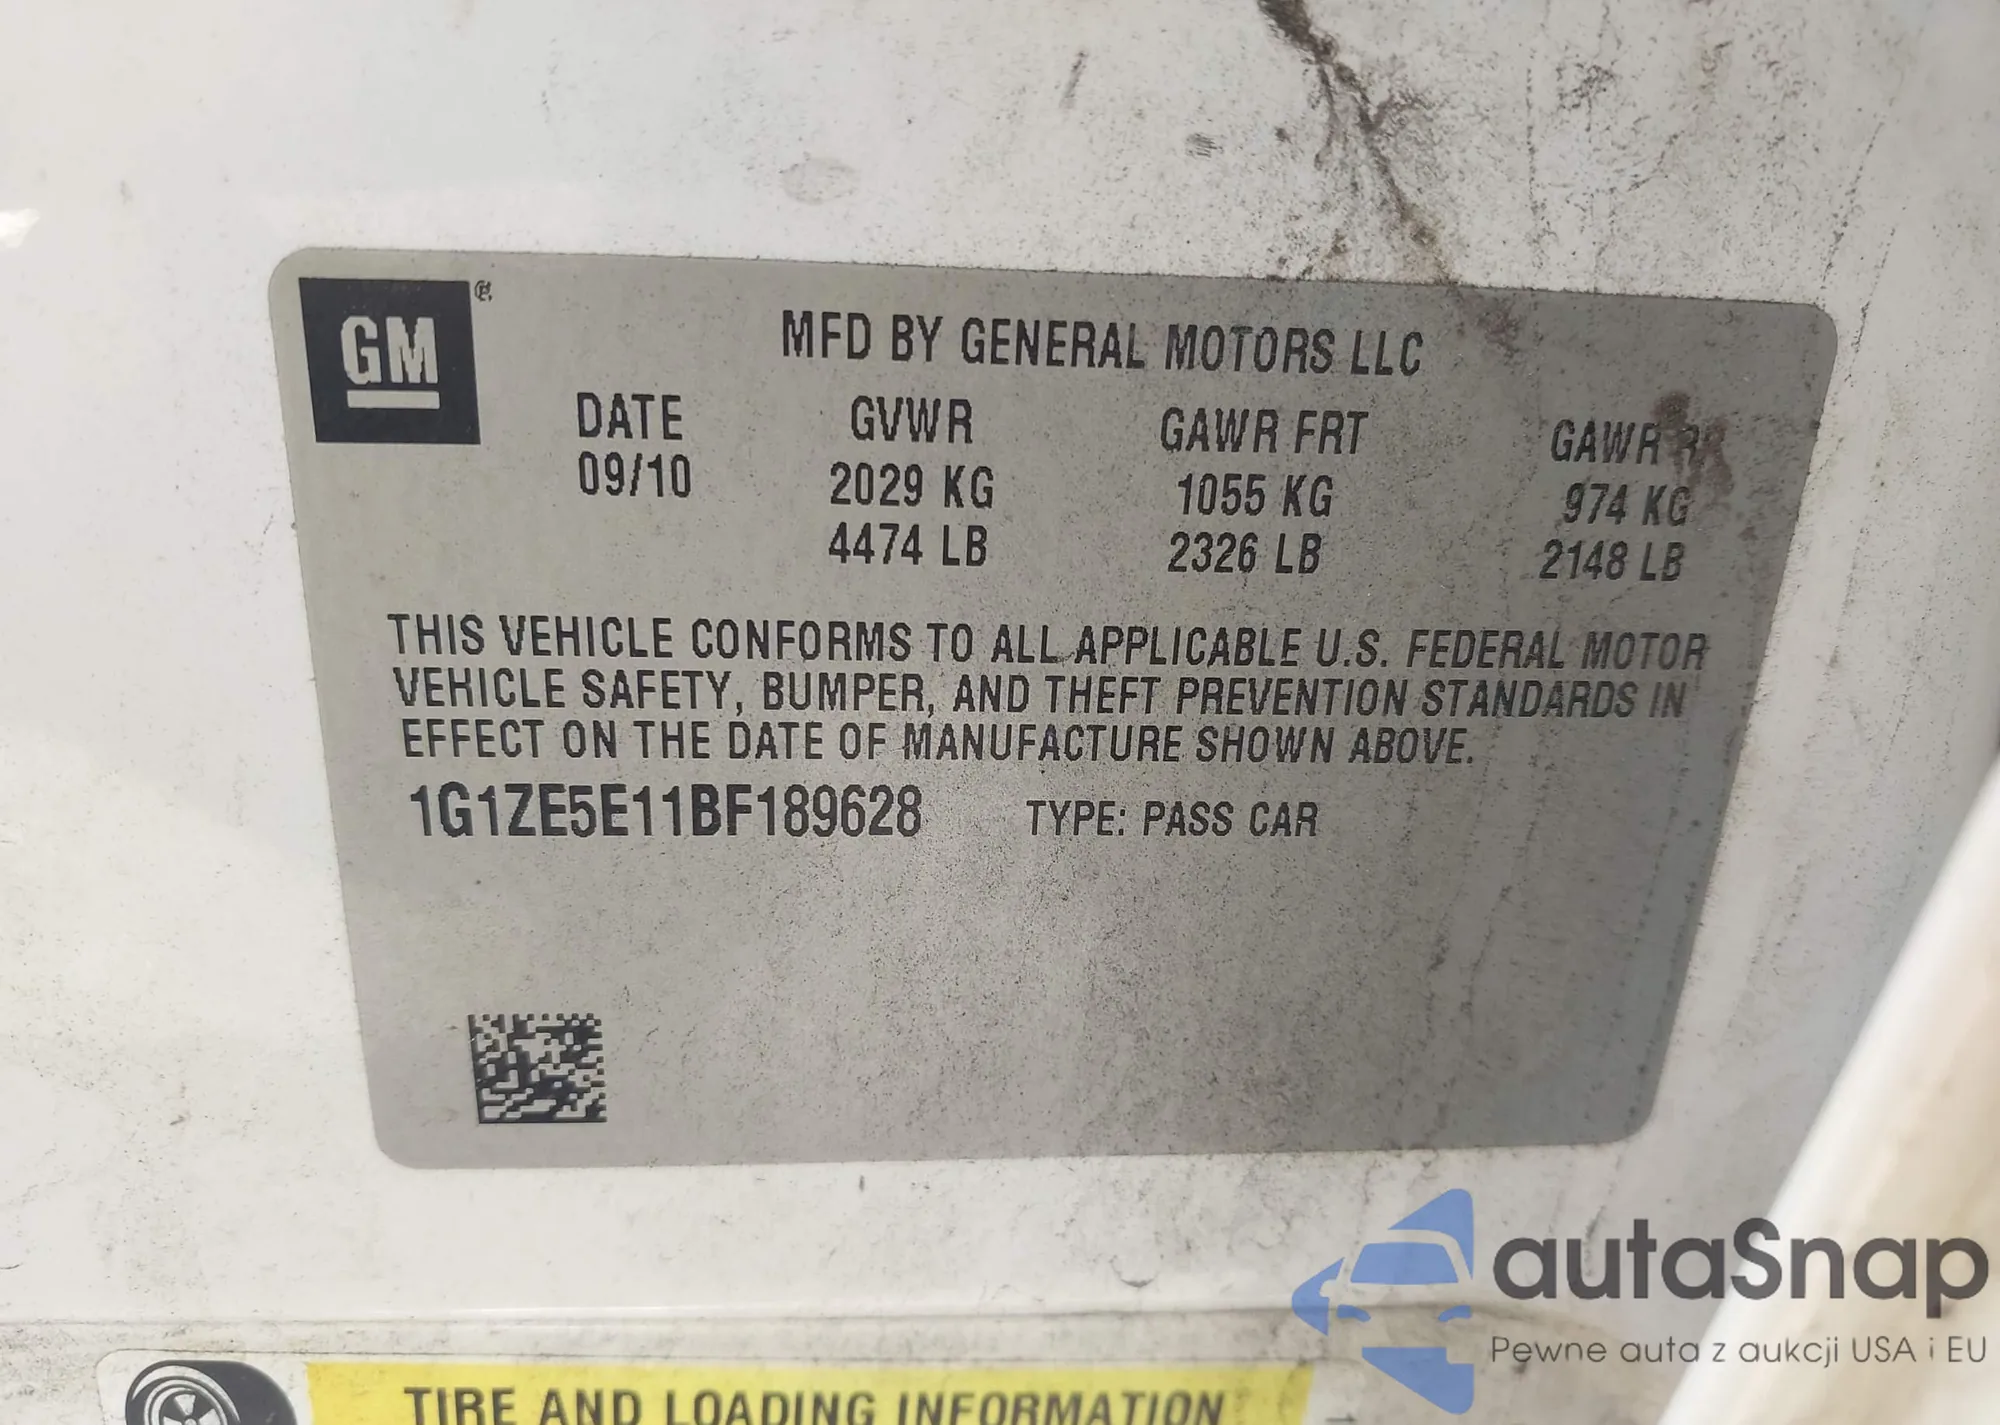 GM
MFD BY GENERAL MOTORS LLC
DATE GVWR GAWR FRT GAWR RR
09/10 2029 KG 1055 KG 974 KG
4474 LB 2326 LB 2148 LB
THIS VEHICLE CONFORMS TO ALL APPLICABLE U.S. FEDERAL MOTOR
VEHICLE SAFETY, BUMPER, AND THEFT PREVENTION STANDARDS IN
EFFECT ON THE DATE OF MANUFACTURE SHOWN ABOVE.
1G1ZE5E11BF189628 TYPE: PASS CAR
autaSnap
Pewne auta z aukcji USA i EU
TIRE AND LOADING INFORMATION